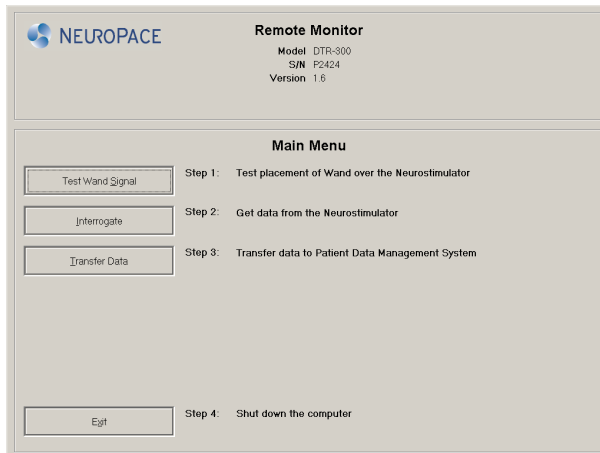 NEUROPACE
Remote Monitor
Model DTR-300
S/N P2424
Version 1.6
Main Menu
Test Wand Signal Step 1: Test placement of Wand over the Neurostimulator
Interrogate Step 2: Get data from the Neurostimulator
Transfer Data Step 3: Transfer data to Patient Data Management System
Exit Step 4: Shut down the computer